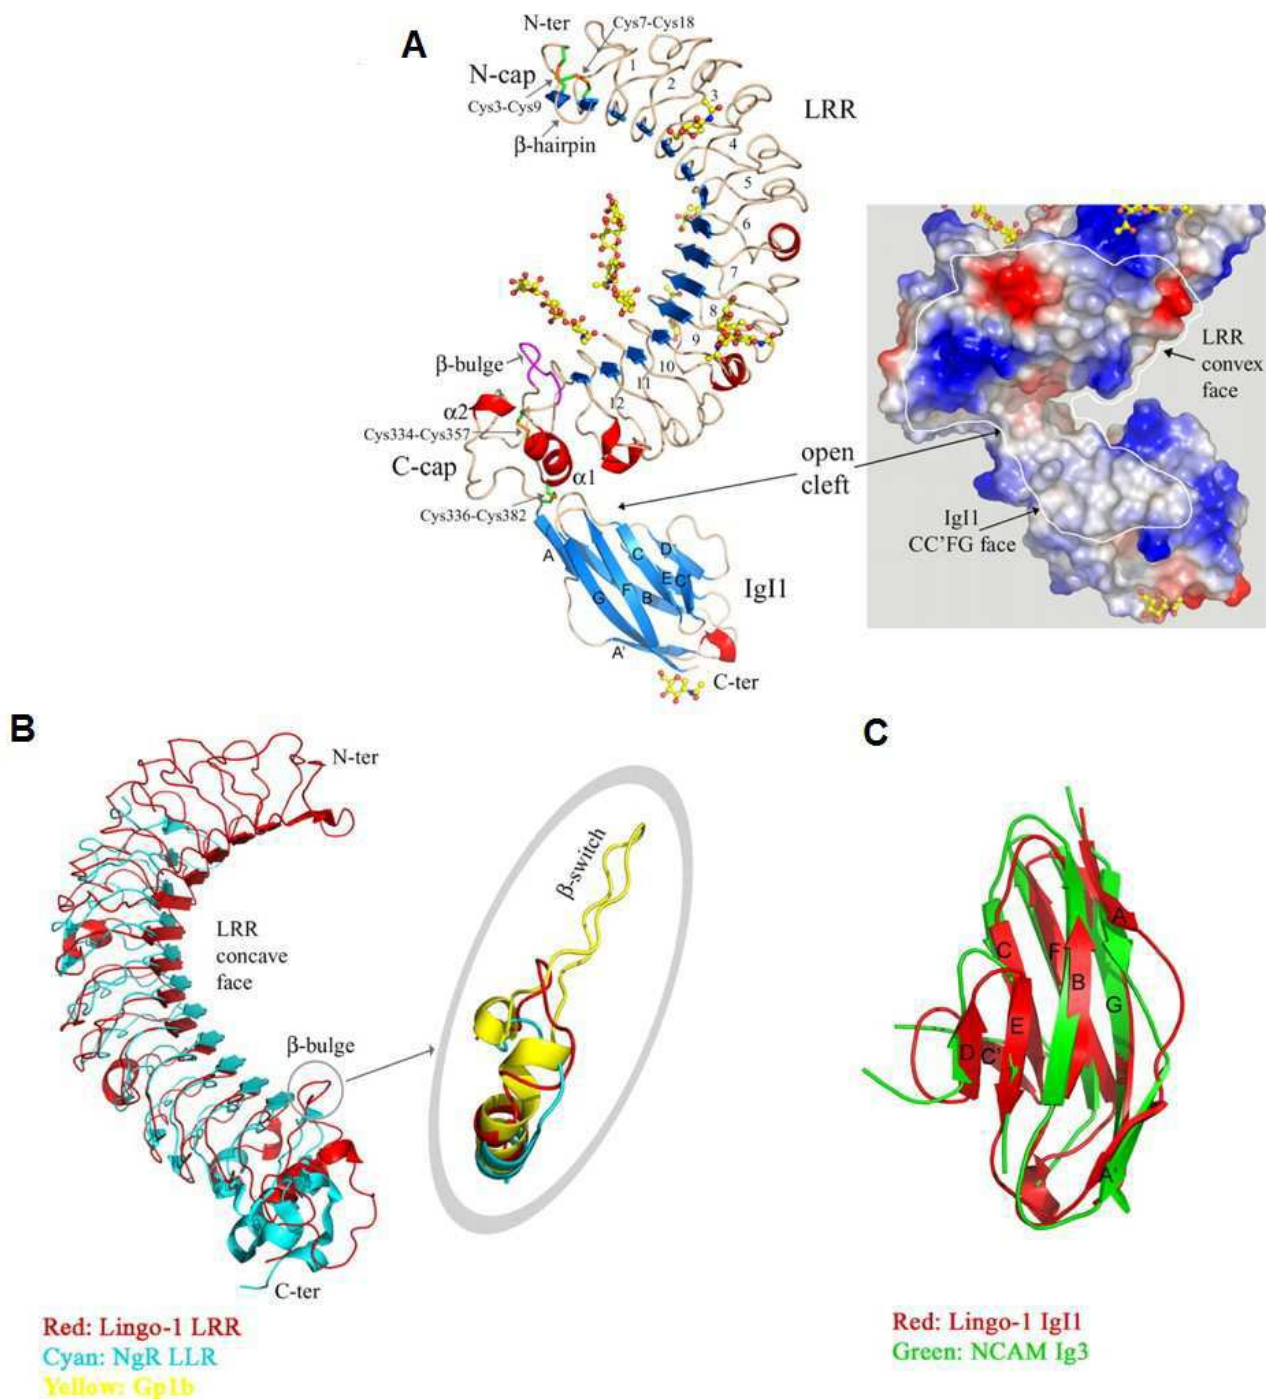 A
N-ter
Cys7-Cys18
N-cap
Cys3-Cys9
β-hairpin
LRR
1
2
3
4
5
6
7
8
9
10
11
12
β-bulge
α2
Cys334-Cys357
C-cap
α1
Cys336-Cys382
open
cleft
LRR
convex
face
IgI1
CC'FG face
A
G
F
B
C
E
C'
D
A'
IgI1
C-ter
B
N-ter
LRR
concave
face
β-bulge
β-switch
C-ter
Red: Lingo-1 LRR
Cyan: NgR LLR
Yellow: Gp1b
C
A
C
F
B
G
E
D
C'
A'
Red: Lingo-1 IgI1
Green: NCAM Ig3